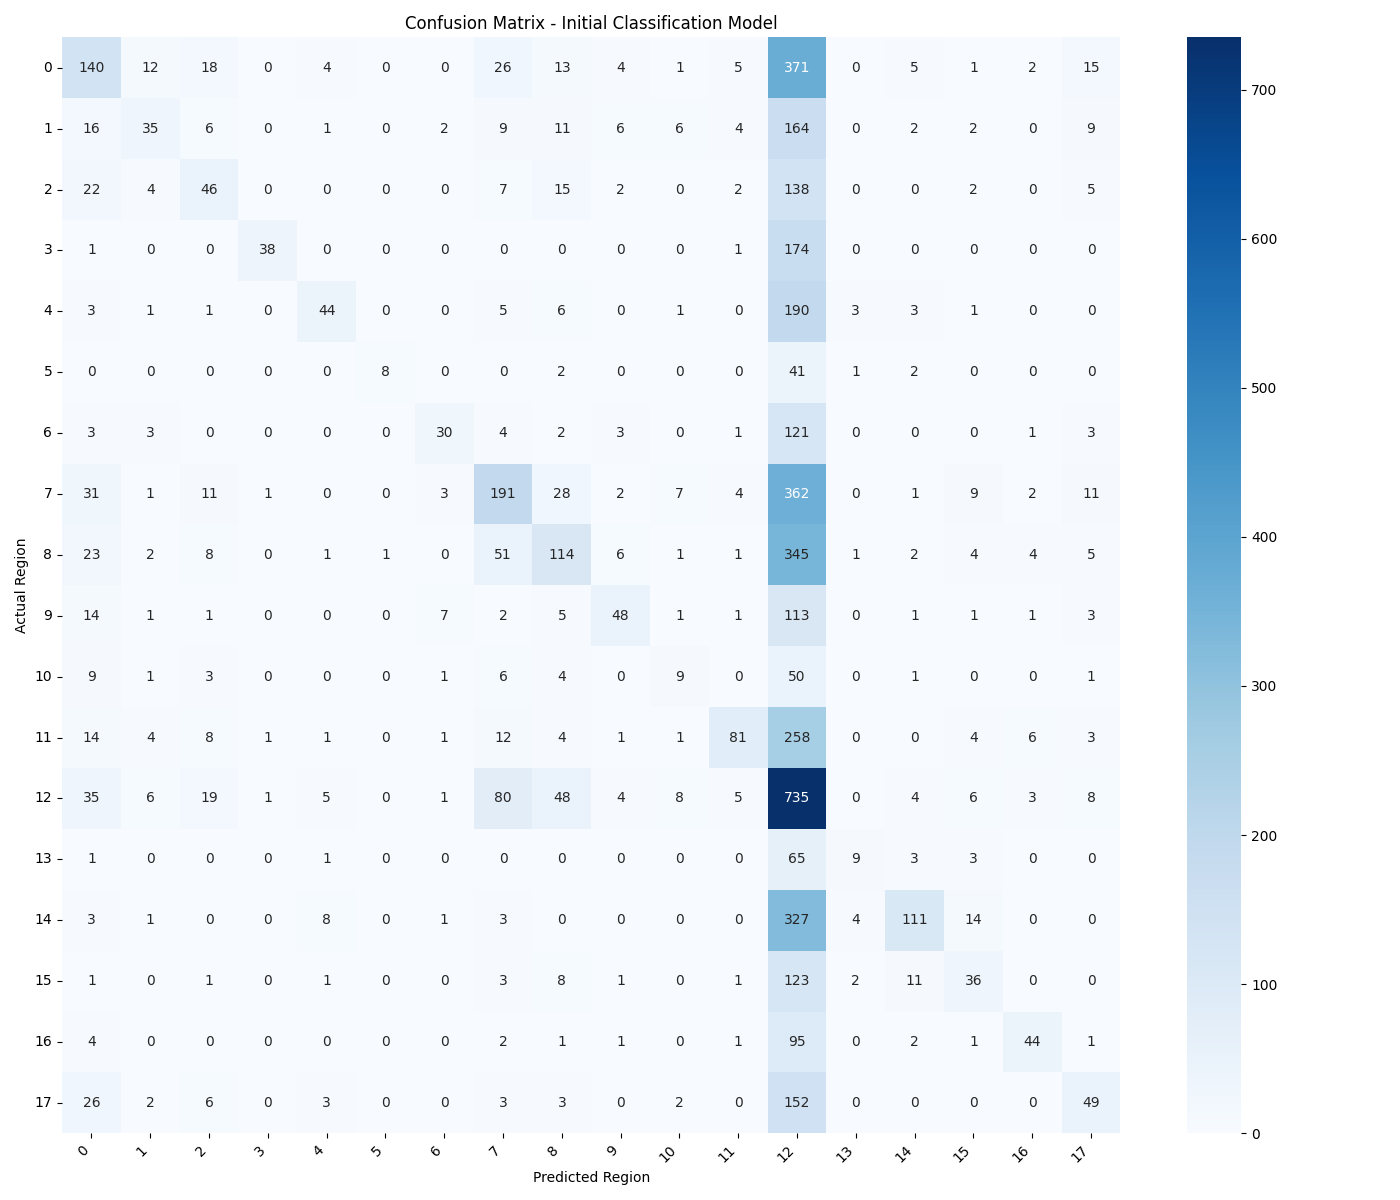 Confusion Matrix - Initial Classification Model
0 140 12 18 0 4 0 0 26 13 4 1 5 371 0 5 1 2 15
1 16 35 6 0 1 0 2 9 11 6 6 4 164 0 2 2 0 9
2 22 4 46 0 0 0 0 7 15 2 0 2 138 0 0 2 0 5
3 1 0 0 38 0 0 0 0 0 0 0 1 174 0 0 0 0 0
4 3 1 1 0 44 0 0 5 6 0 1 0 190 3 3 1 0 0
5 0 0 0 0 0 8 0 0 2 0 0 0 41 1 2 0 0 0
6 3 3 0 0 0 0 30 4 2 3 0 1 121 0 0 0 1 3
7 31 1 11 1 0 0 3 191 28 2 7 4 362 0 1 9 2 11
8 23 2 8 0 1 1 0 51 114 6 1 1 345 1 2 4 4 5
9 14 1 1 0 0 0 7 2 5 48 1 1 113 0 1 1 1 3
10 9 1 3 0 0 0 1 6 4 0 9 0 50 0 1 0 0 1
11 14 4 8 1 1 0 1 12 4 1 1 81 258 0 0 4 6 3
12 35 6 19 1 5 0 1 80 48 4 8 5 735 0 4 6 3 8
13 1 0 0 0 1 0 0 0 0 0 0 0 65 9 3 3 0 0
14 3 1 0 0 8 0 1 3 0 0 0 0 327 4 111 14 0 0
15 1 0 1 0 1 0 0 3 8 1 0 1 123 2 11 36 0 0
16 4 0 0 0 0 0 0 2 1 1 0 1 95 0 2 1 44 1
17 26 2 6 0 3 0 0 3 3 0 2 0 152 0 0 0 0 49
0 1 2 3 4 5 6 7 8 9 10 11 12 13 14 15 16 17
Predicted Region
Actual Region
700
600
500
400
300
200
100
0